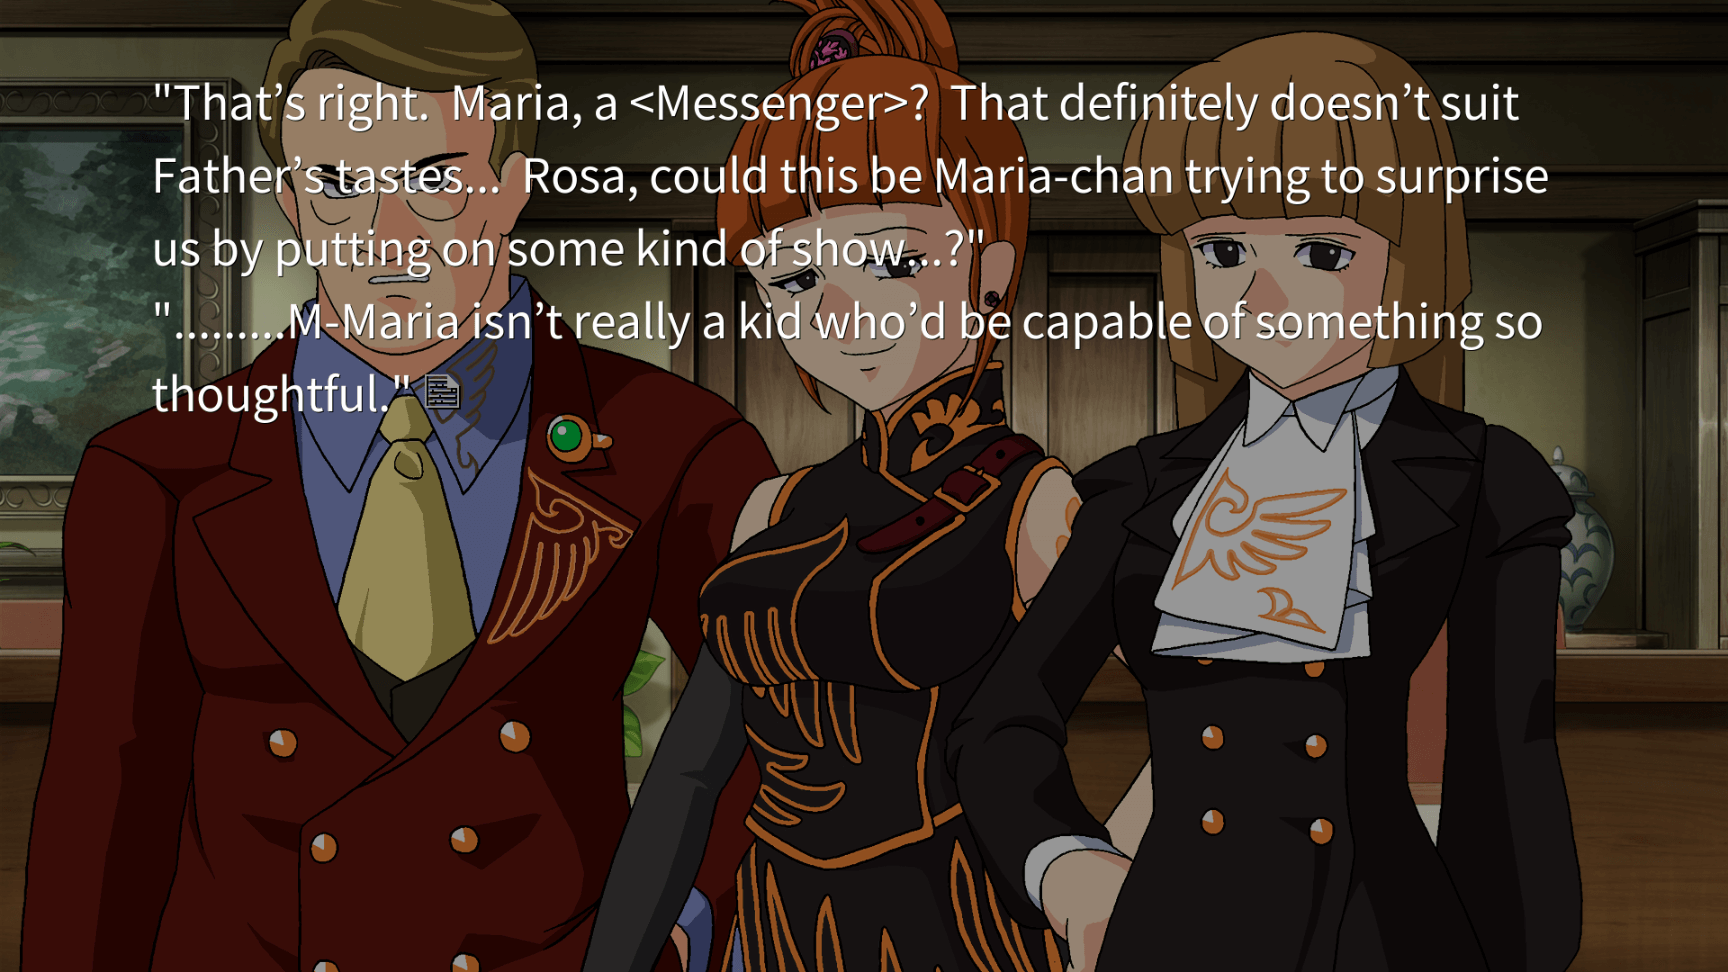 "That’s right.  Maria, a <Messenger>?  That definitely doesn’t suit
Father’s tastes...  Rosa, could this be Maria-chan trying to surprise
us by putting on some kind of show...?"
".........M-Maria isn’t really a kid who’d be capable of something so
thoughtful."